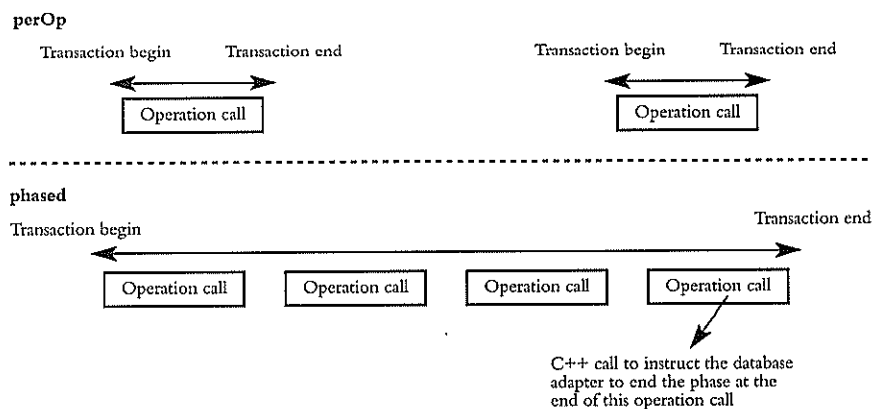 perOp
Transaction begin Transaction end Transaction begin Transaction end
Operation call Operation call
phased
Transaction begin Transaction end
Operation call Operation call Operation call Operation call
C++ call to instruct the database
adapter to end the phase at the
end of this operation call